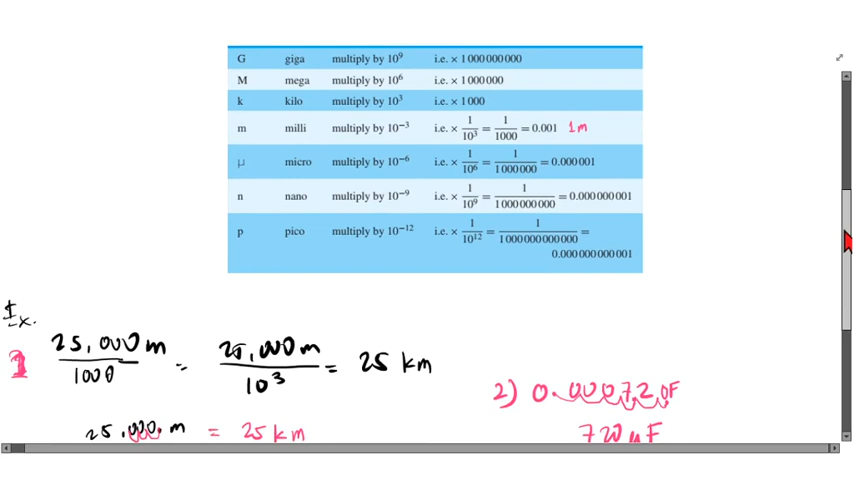 G giga multiply by 10⁹ i.e. × 1 000 000 000
M mega multiply by 10⁶ i.e. × 1 000 000
k kilo multiply by 10³ i.e. × 1 000
m milli multiply by 10⁻³ i.e. × 1/10³ = 1/1000 = 0.001 1m
μ micro multiply by 10⁻⁶ i.e. × 1/10⁶ = 1/1 000 000 = 0.000 001
n nano multiply by 10⁻⁹ i.e. × 1/10⁹ = 1/1 000 000 000 = 0.000 000 001
p pico multiply by 10⁻¹² i.e. × 1/10¹² = 1/1 000 000 000 000 =
0.000 000 000 001
Ex.
1 25,000m/1000 = 25,000m/10³ = 25 km
25,000. m = 25 km
2) 0.000720F
720 μF